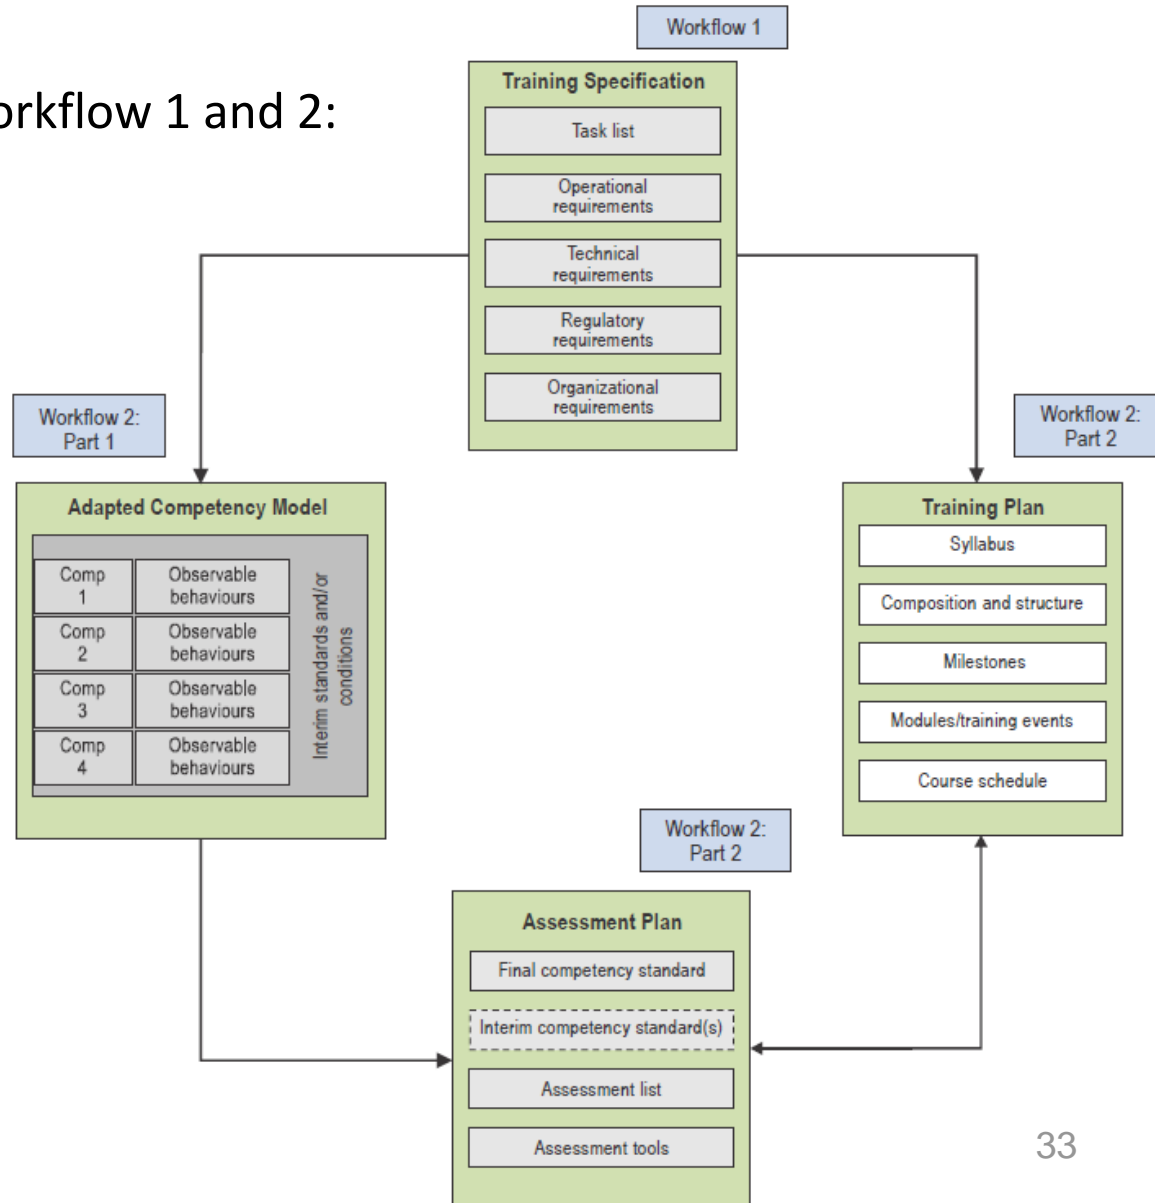 Workflow 1
Training Specification
orkflow 1 and 2:
Task list
Operational
requirements
Technical
requirements
Regulatory
requirements
Organizational
requirements
Workflow 2:
Part 1
Workflow 2:
Part 2
Adapted Competency Model
Comp
1
Observable
behaviours
Comp
2
Observable
behaviours
Comp
3
Observable
behaviours
Comp
4
Observable
behaviours
Interim standards and/or
conditions
Training Plan
Syllabus
Composition and structure
Milestones
Modules/training events
Course schedule
Workflow 2:
Part 2
Assessment Plan
Final competency standard
Interim competency standard(s)
Assessment list
Assessment tools
33